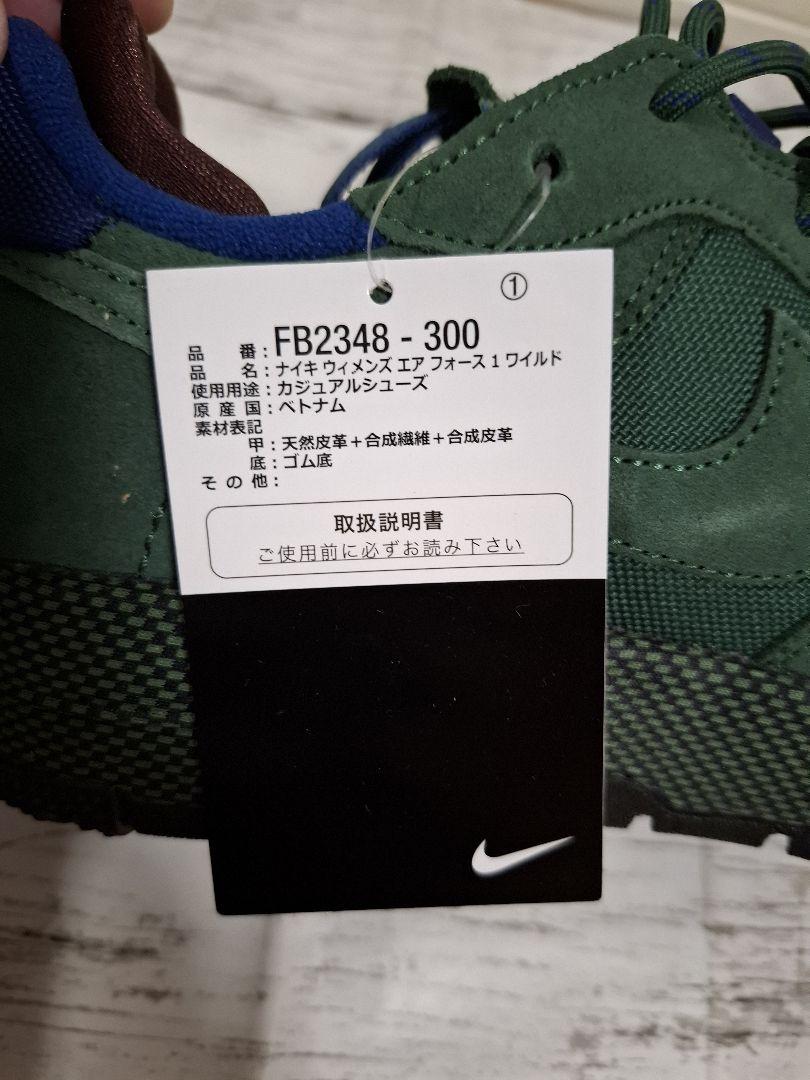 ①
品番：FB2348 - 300
品名：ナイキ ウィメンズ エア フォース 1 ワイルド
使用用途：カジュアルシューズ
原産国：ベトナム
素材表記
甲：天然皮革＋合成繊維＋合成皮革
底：ゴム底
その他：
取扱説明書
ご使用前に必ずお読み下さい